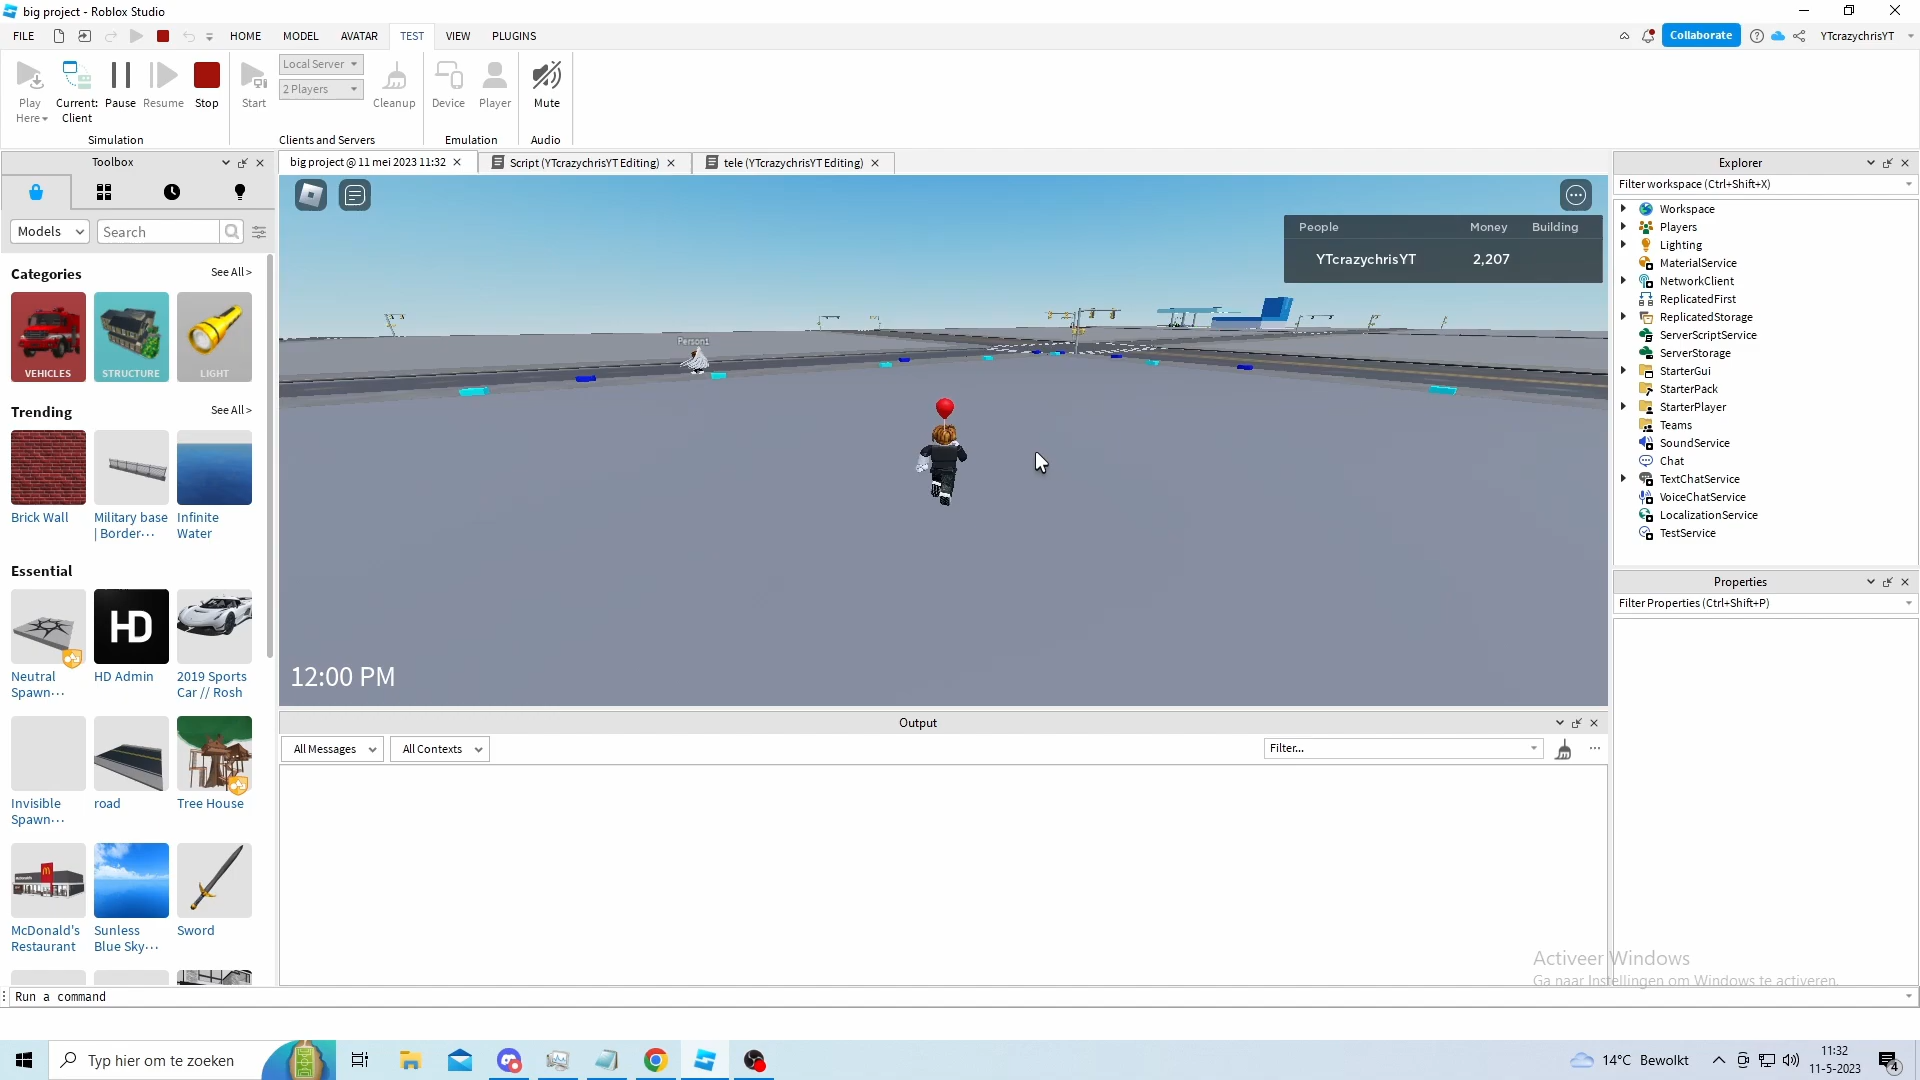 big project - Roblox Studio
FILE HOME MODEL AVATAR TEST VIEW PLUGINS Collaborate YTcrazychrisYT
Play Here Current: Client Pause Resume Stop Start Local Server 2 Players Cleanup Device Player Mute
Simulation Clients and Servers Emulation Audio
Toolbox
big project @ 11 mei 2023 11:32 Script (YTcrazychrisYT Editing) tele (YTcrazychrisYT Editing)
Models Search
Categories See All >
VEHICLES STRUCTURE LIGHT
Trending See All >
Brick Wall
Military base | Border...
Infinite Water
Essential
HD
Neutral Spawn...
HD Admin
2019 Sports Car // Rosh
Invisible Spawn...
road
Tree House
McDonald's Restaurant
Sunless Blue Sky...
Sword
People Money Building
YTcrazychrisYT 2,207
Person1
12:00 PM
Output
All Messages All Contexts Filter...
Explorer
Filter workspace (Ctrl+Shift+X)
Workspace
Players
Lighting
MaterialService
NetworkClient
ReplicatedFirst
ReplicatedStorage
ServerScriptService
ServerStorage
StarterGui
StarterPack
StarterPlayer
Teams
SoundService
Chat
TextChatService
VoiceChatService
LocalizationService
TestService
Properties
Filter Properties (Ctrl+Shift+P)
Activeer Windows
Ga naar Instellingen om Windows te activeren.
Run a command
Typ hier om te zoeken
14°C Bewolkt
11:32
11-5-2023
4